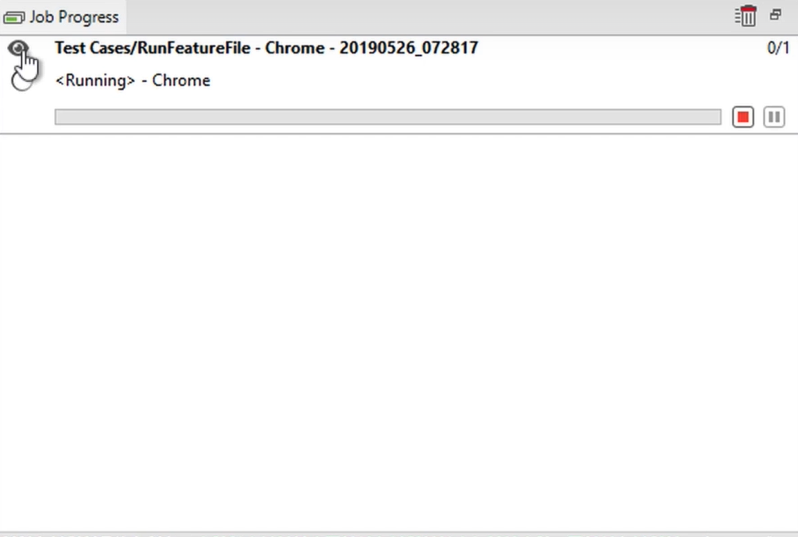 Job Progress
Test Cases/RunFeatureFile - Chrome - 20190526_072817 0/1
<Running> - Chrome